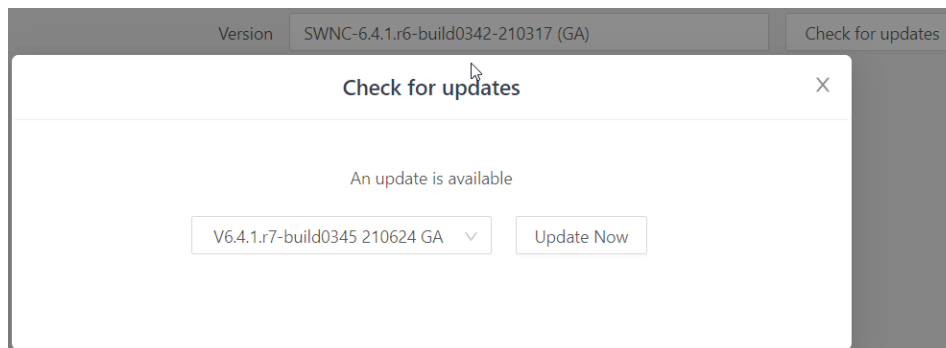 Version SWNC-6.4.1.r6-build0342-210317 (GA) Check for updates
Check for updates
An update is available
V6.4.1.r7-build0345 210624 GA Update Now